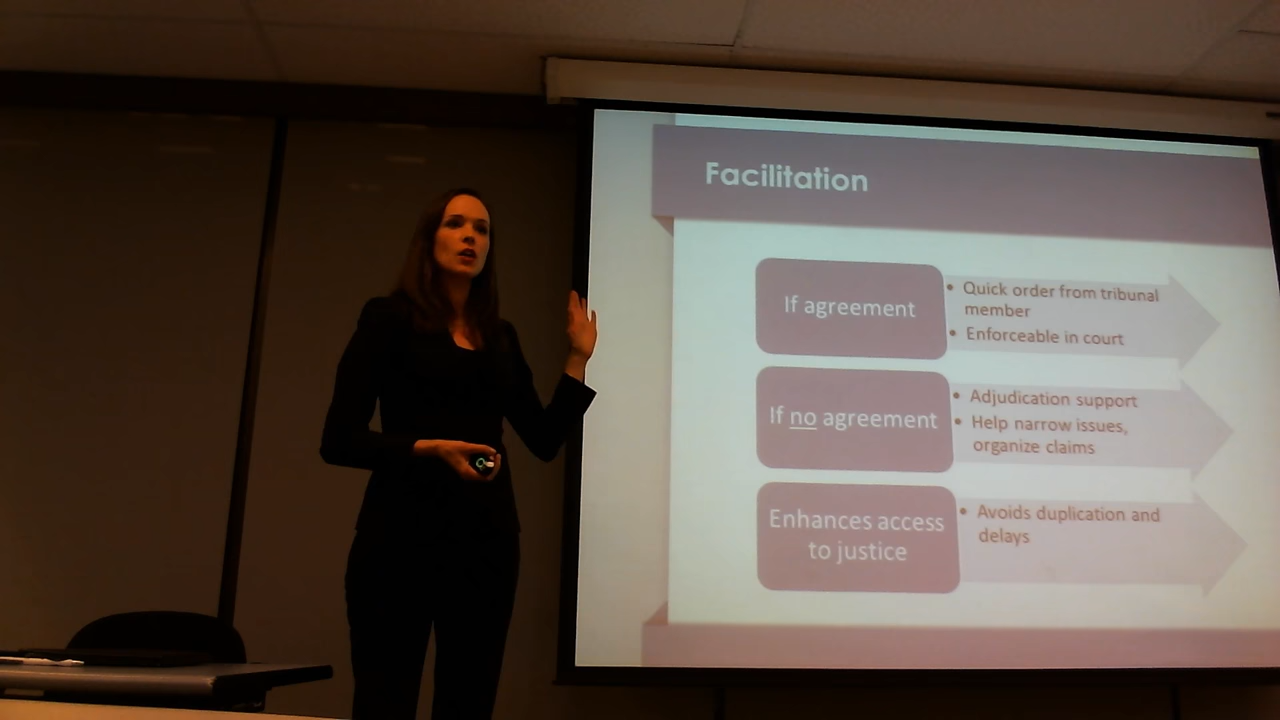 Facilitation
If agreement
• Quick order from tribunal
member
• Enforceable in court
If no agreement
• Adjudication support
• Help narrow issues,
organize claims
Enhances access
to justice
• Avoids duplication and
delays